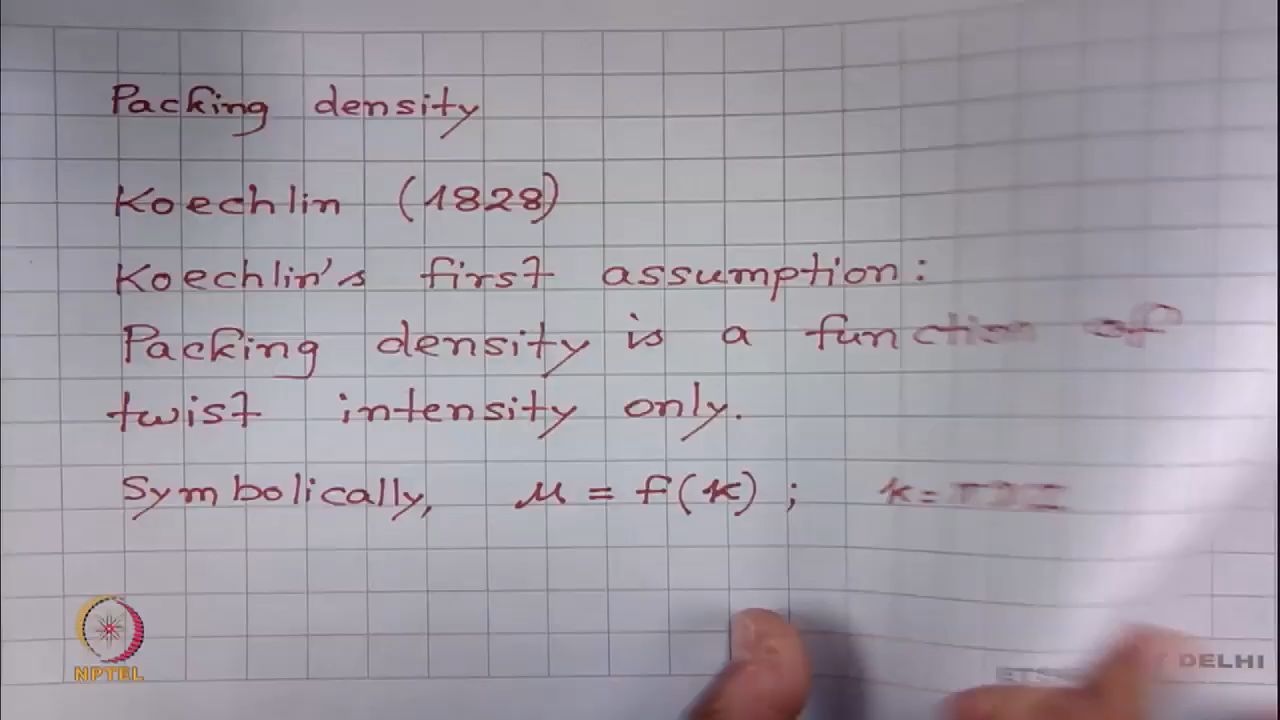 Packing density
Koechlin (1828)
Koechlin's first assumption:
Packing density is a function of
twist intensity only.
Symbolically, μ = f(κ) ; κ =
NPTEL
DELHI